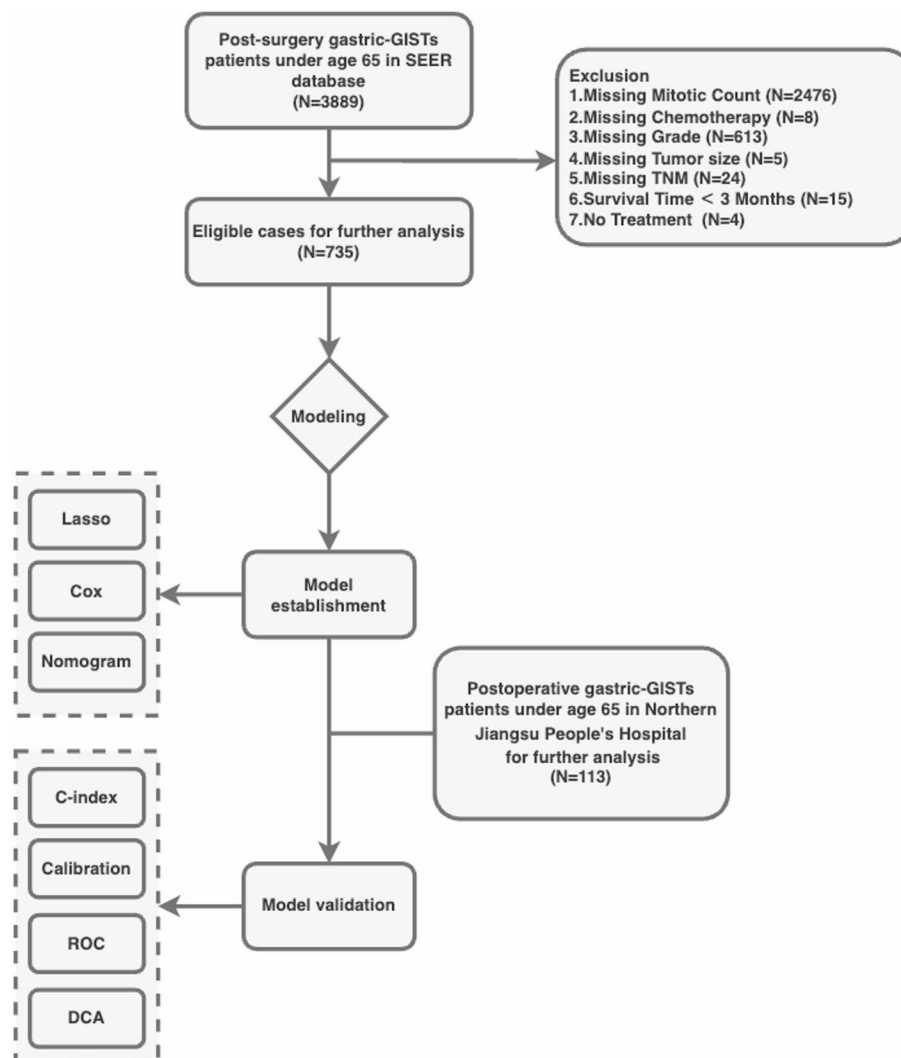 Post-surgery gastric-GISTs
patients under age 65 in SEER
database
(N=3889)
Exclusion
1.Missing Mitotic Count (N=2476)
2.Missing Chemotherapy (N=8)
3.Missing Grade (N=613)
4.Missing Tumor size (N=5)
5.Missing TNM (N=24)
6.Survival Time < 3 Months (N=15)
7.No Treatment (N=4)
Eligible cases for further analysis
(N=735)
Modeling
Lasso
Cox
Nomogram
Model
establishment
Postoperative gastric-GISTs
patients under age 65 in Northern
Jiangsu People's Hospital
for further analysis
(N=113)
C-index
Calibration
ROC
DCA
Model validation